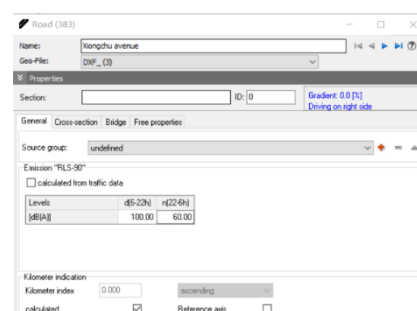 Road (383)
Name: Xiongchu avenue
Geo-File: DXF_ (3)
Properties
Section: ID: 0 Gradient: 0.0 [%]
Driving on right side
General Cross-section Bridge Free properties
Source group: undefined
Emission "RLS-90"
calculated from traffic data
Levels d(6-22h) n(22-6h)
[dB(A)] 100.00 60.00
Kilometer indication
Kilometer index 0.000 ascending
calculated Reference axis